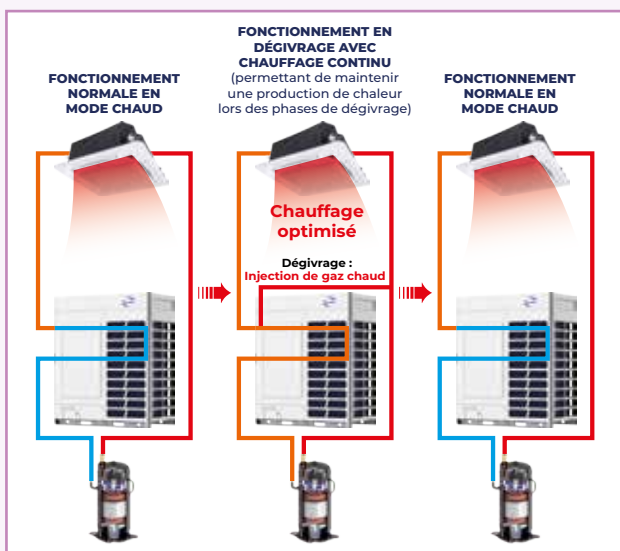 FONCTIONNEMENT
NORMALE EN
MODE CHAUD
FONCTIONNEMENT EN
DÉGIVRAGE AVEC
CHAUFFAGE CONTINU
(permettant de maintenir
une production de chaleur
lors des phases de dégivrage)
FONCTIONNEMENT
NORMALE EN
MODE CHAUD
Chauffage
optimisé
Dégivrage :
Injection de gaz chaud